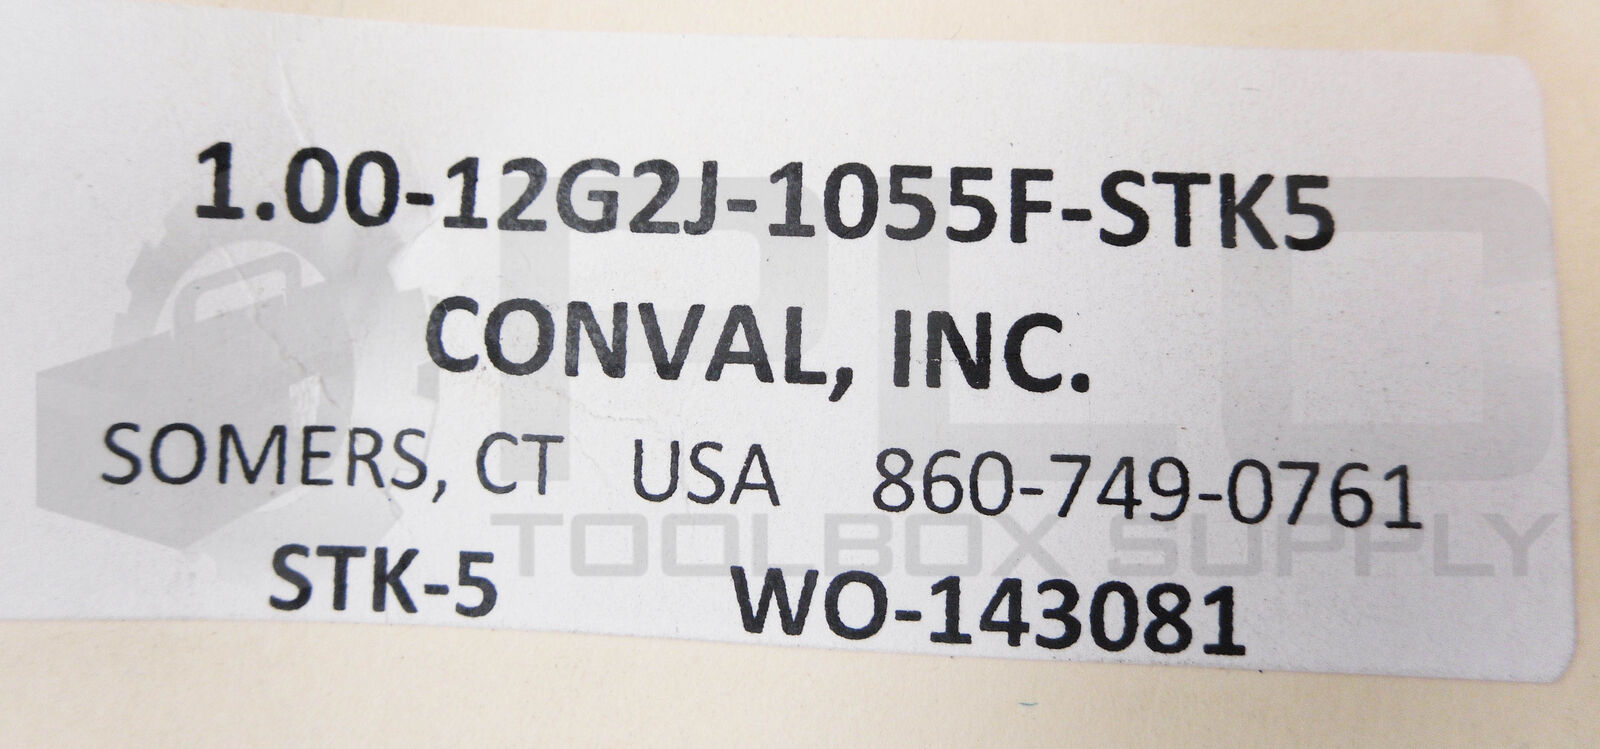 1.00-12G2J-1055F-STK5
CONVAL, INC.
SOMERS, CT USA 860-749-0761
STK-5 WO-143081
PLC
TOOLBOX SUPPLY